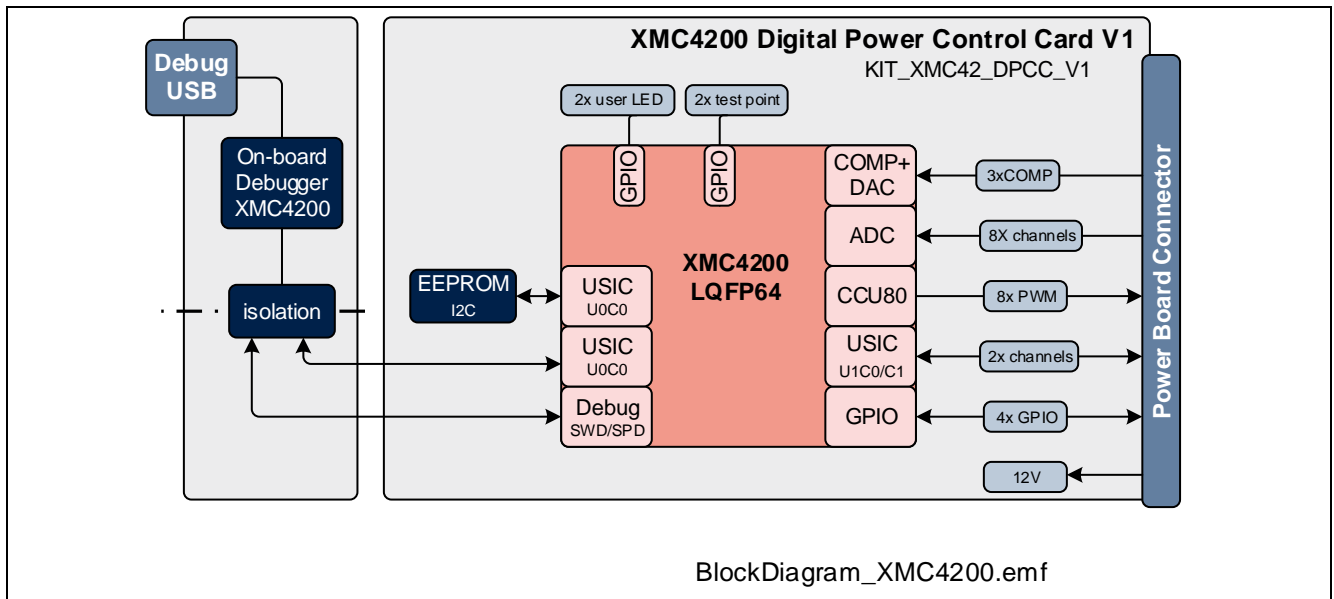 XMC4200 Digital Power Control Card V1
KIT_XMC42_DPCC_V1
Debug
USB
On-board
Debugger
XMC4200
isolation
2x user LED
2x test point
GPIO
GPIO
EEPROM
I2C
USIC
U0C0
USIC
U0C0
Debug
SWD/SPD
XMC4200
LQFP64
COMP+
DAC
ADC
CCU80
USIC
U1C0/C1
GPIO
3xCOMP
8X channels
8x PWM
2x channels
4x GPIO
12V
Power Board Connector
BlockDiagram_XMC4200.emf